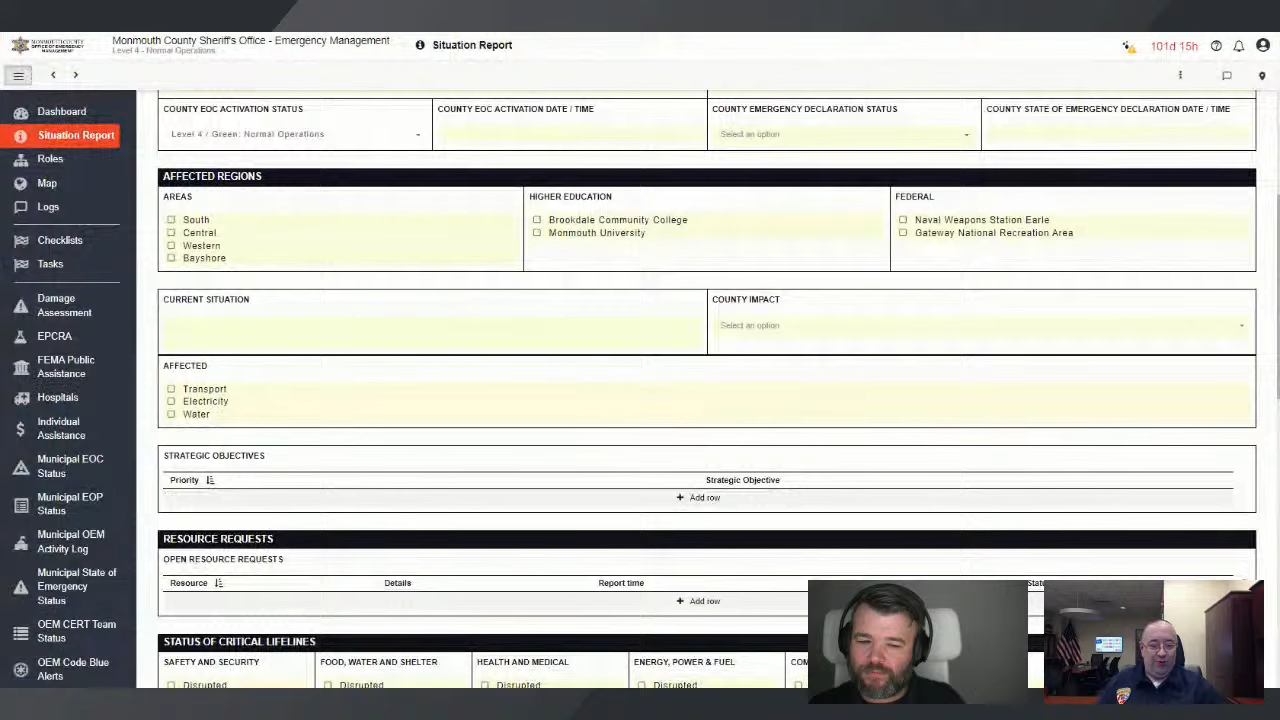 MONMOUTH COUNTY
OFFICE OF EMERGENCY
MANAGEMENT
Monmouth County Sheriff's Office - Emergency Management
Level 4 - Normal Operations
Situation Report
101d 15h
Dashboard
Situation Report
Roles
Map
Logs
Checklists
Tasks
Damage
Assessment
EPCRA
FEMA Public
Assistance
Hospitals
Individual
Assistance
Municipal EOC
Status
Municipal EOP
Status
Municipal OEM
Activity Log
Municipal State of
Emergency
Status
OEM CERT Team
Status
OEM Code Blue
Alerts
COUNTY EOC ACTIVATION STATUS COUNTY EOC ACTIVATION DATE / TIME COUNTY EMERGENCY DECLARATION STATUS COUNTY STATE OF EMERGENCY DECLARATION DATE / TIME
Level 4 / Green: Normal Operations Select an option
AFFECTED REGIONS
AREAS HIGHER EDUCATION FEDERAL
South Brookdale Community College Naval Weapons Station Earle
Central Monmouth University Gateway National Recreation Area
Western
Bayshore
CURRENT SITUATION COUNTY IMPACT
Select an option
AFFECTED
Transport
Electricity
Water
STRATEGIC OBJECTIVES
Priority Strategic Objective
+ Add row
RESOURCE REQUESTS
OPEN RESOURCE REQUESTS
Resource Details Report time Stat
+ Add row
STATUS OF CRITICAL LIFELINES
SAFETY AND SECURITY FOOD, WATER AND SHELTER HEALTH AND MEDICAL ENERGY, POWER & FUEL COM
Disrupted Disrupted Disrupted Disrupted